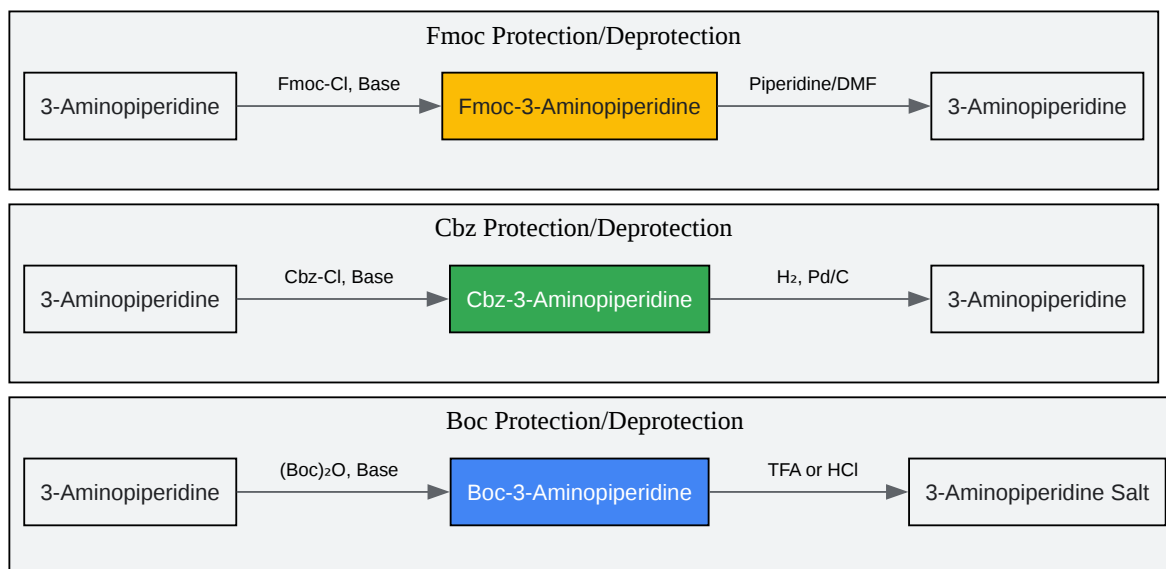 Fmoc Protection/Deprotection
3-Aminopiperidine
Fmoc-Cl, Base
Fmoc-3-Aminopiperidine
Piperidine/DMF
3-Aminopiperidine
Cbz Protection/Deprotection
3-Aminopiperidine
Cbz-Cl, Base
Cbz-3-Aminopiperidine
H₂, Pd/C
3-Aminopiperidine
Boc Protection/Deprotection
3-Aminopiperidine
(Boc)₂O, Base
Boc-3-Aminopiperidine
TFA or HCl
3-Aminopiperidine Salt